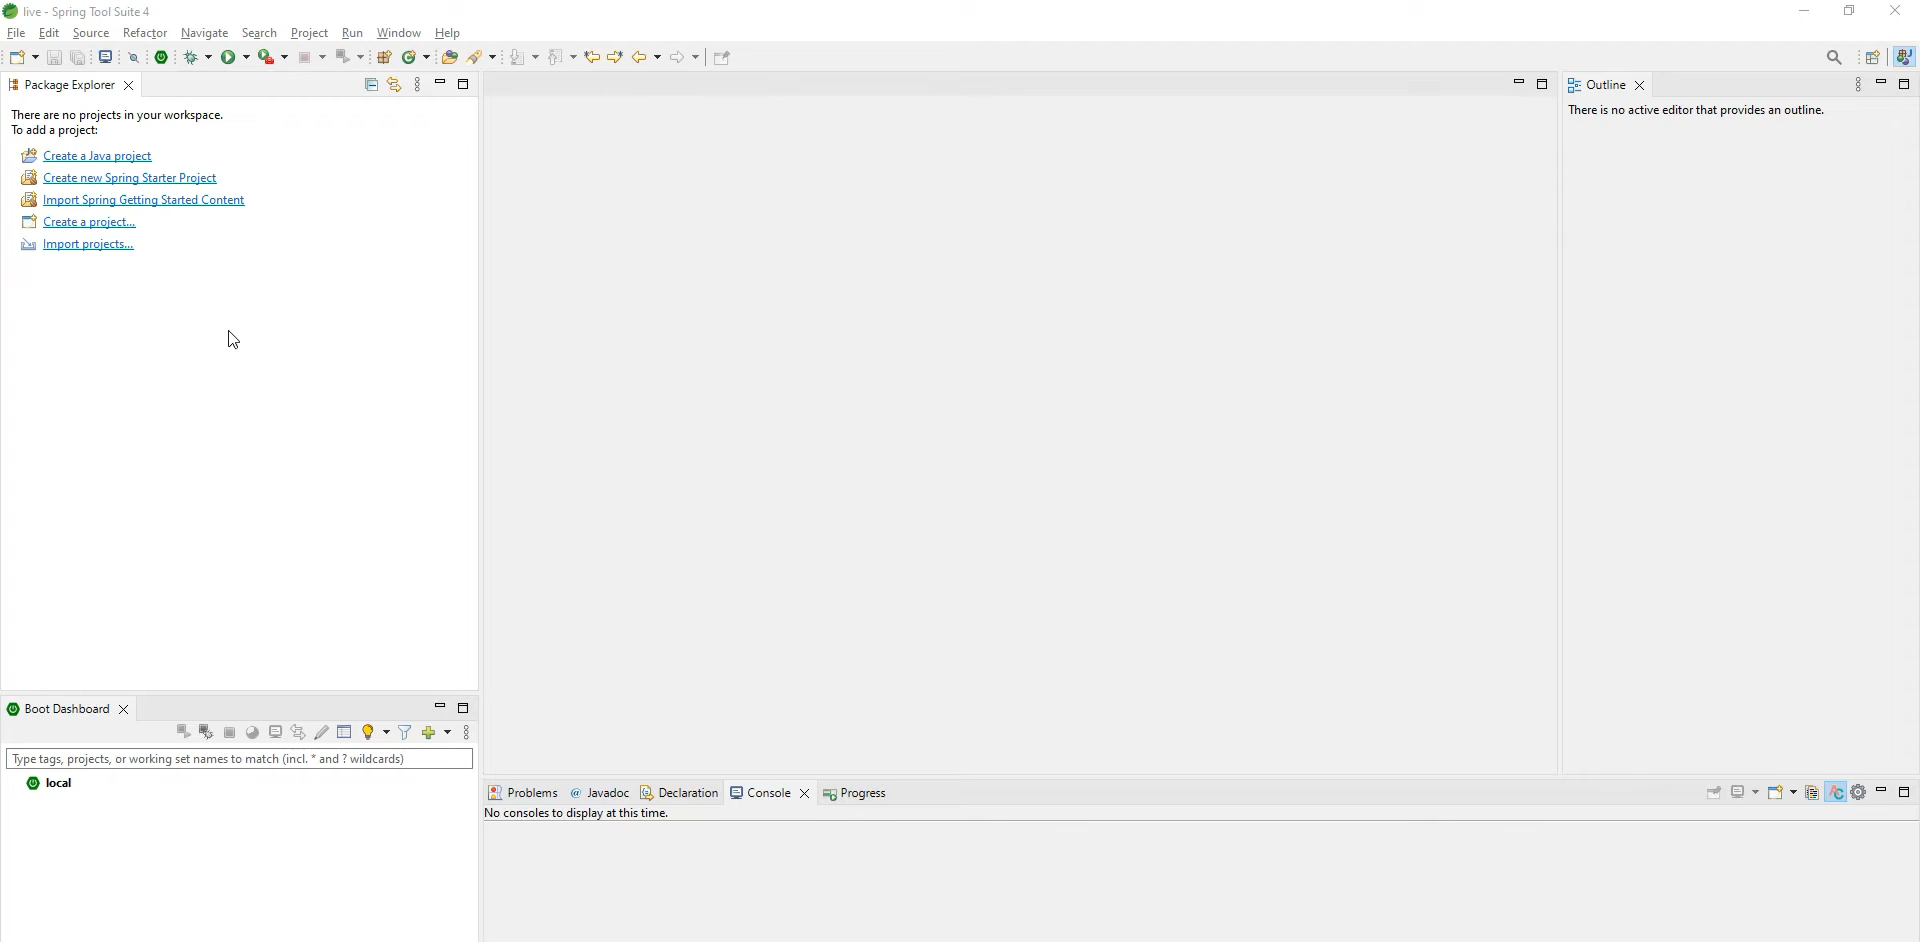 live - Spring Tool Suite 4
File Edit Source Refactor Navigate Search Project Run Window Help
Package Explorer
There are no projects in your workspace.
To add a project:
Create a Java project
Create new Spring Starter Project
Import Spring Getting Started Content
Create a project...
Import projects...
Outline
There is no active editor that provides an outline.
Boot Dashboard
Type tags, projects, or working set names to match (incl. * and ? wildcards)
local
Problems @ Javadoc Declaration Console Progress
No consoles to display at this time.